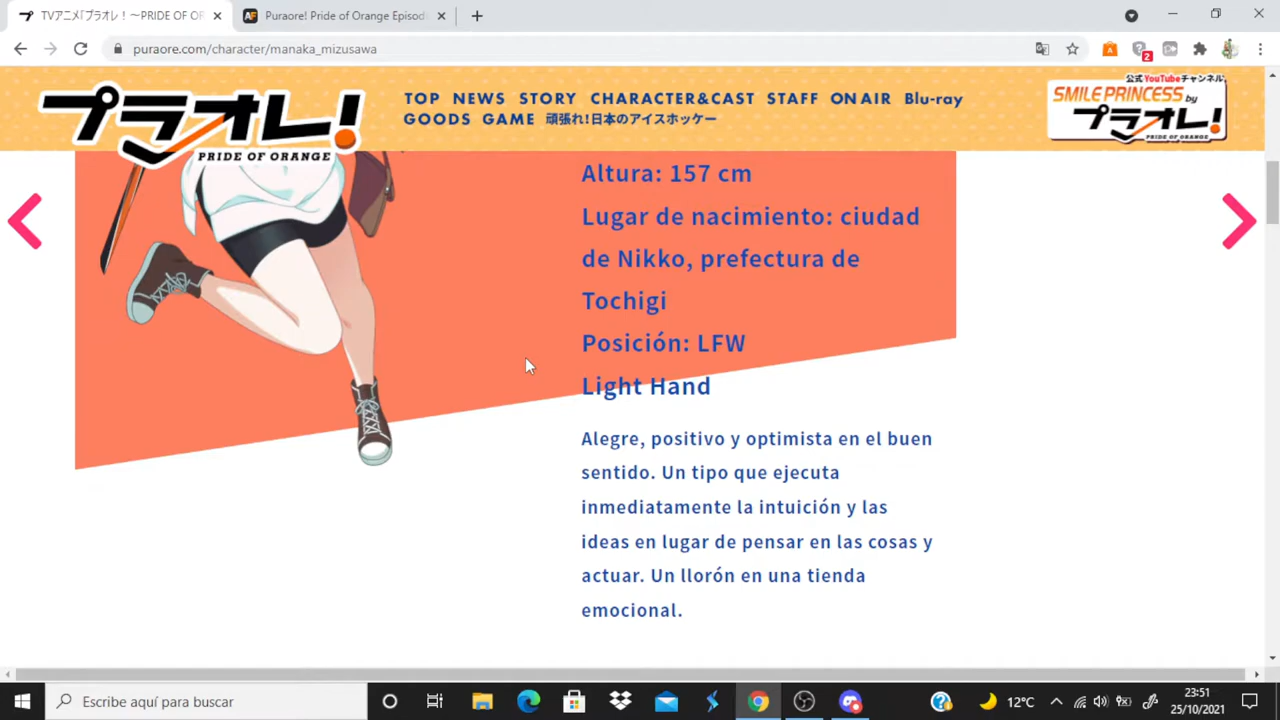 TVアニメ「プラオレ！～PRIDE OF OR
Puraore! Pride of Orange Episod
puraore.com/character/manaka_mizusawa
2
プラオレ！
PRIDE OF ORANGE
TOP NEWS STORY CHARACTER&CAST STAFF ON AIR Blu-ray
GOODS GAME 頑張れ!日本のアイスホッケー
公式YouTubeチャンネル
SMILE PRINCESS by
プラオレ！
PRIDE OF ORANGE
Altura: 157 cm
Lugar de nacimiento: ciudad
de Nikko, prefectura de
Tochigi
Posición: LFW
Light Hand
Alegre, positivo y optimista en el buen
sentido. Un tipo que ejecuta
inmediatamente la intuición y las
ideas en lugar de pensar en las cosas y
actuar. Un llorón en una tienda
emocional.
Escribe aquí para buscar
12°C
23:51
25/10/2021